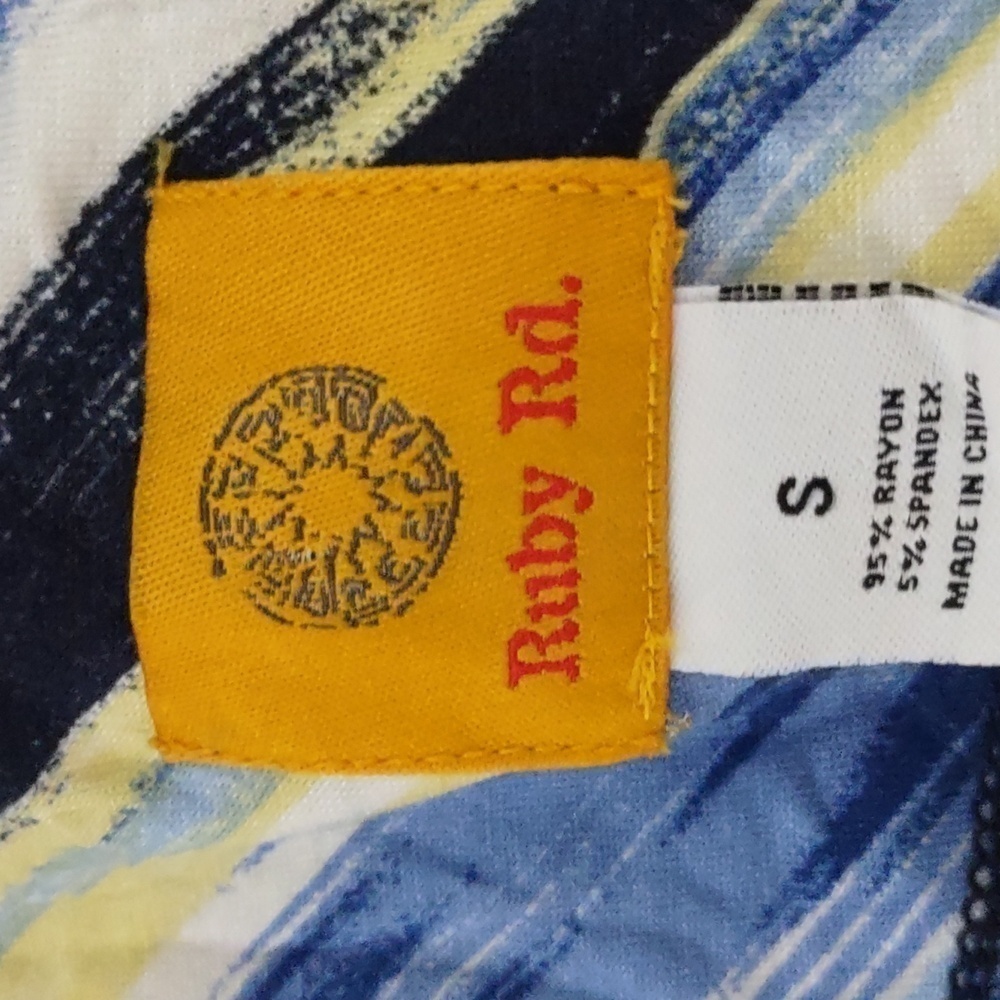 Ruby Rd.
S
95% RAYON
5% SPANDEX
MADE IN CHINA